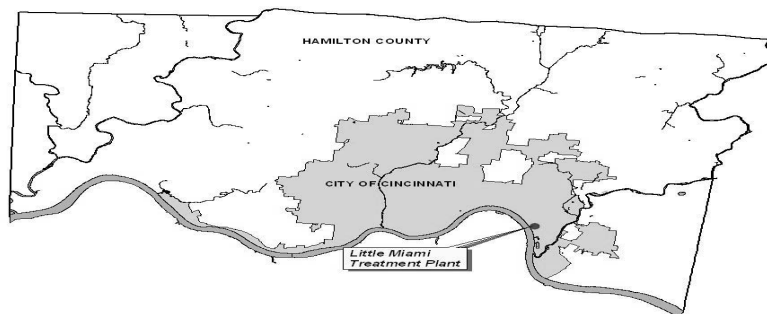 HAMILTON COUNTY
CITY OF CINCINNATI
Little Miami
Treatment Plant